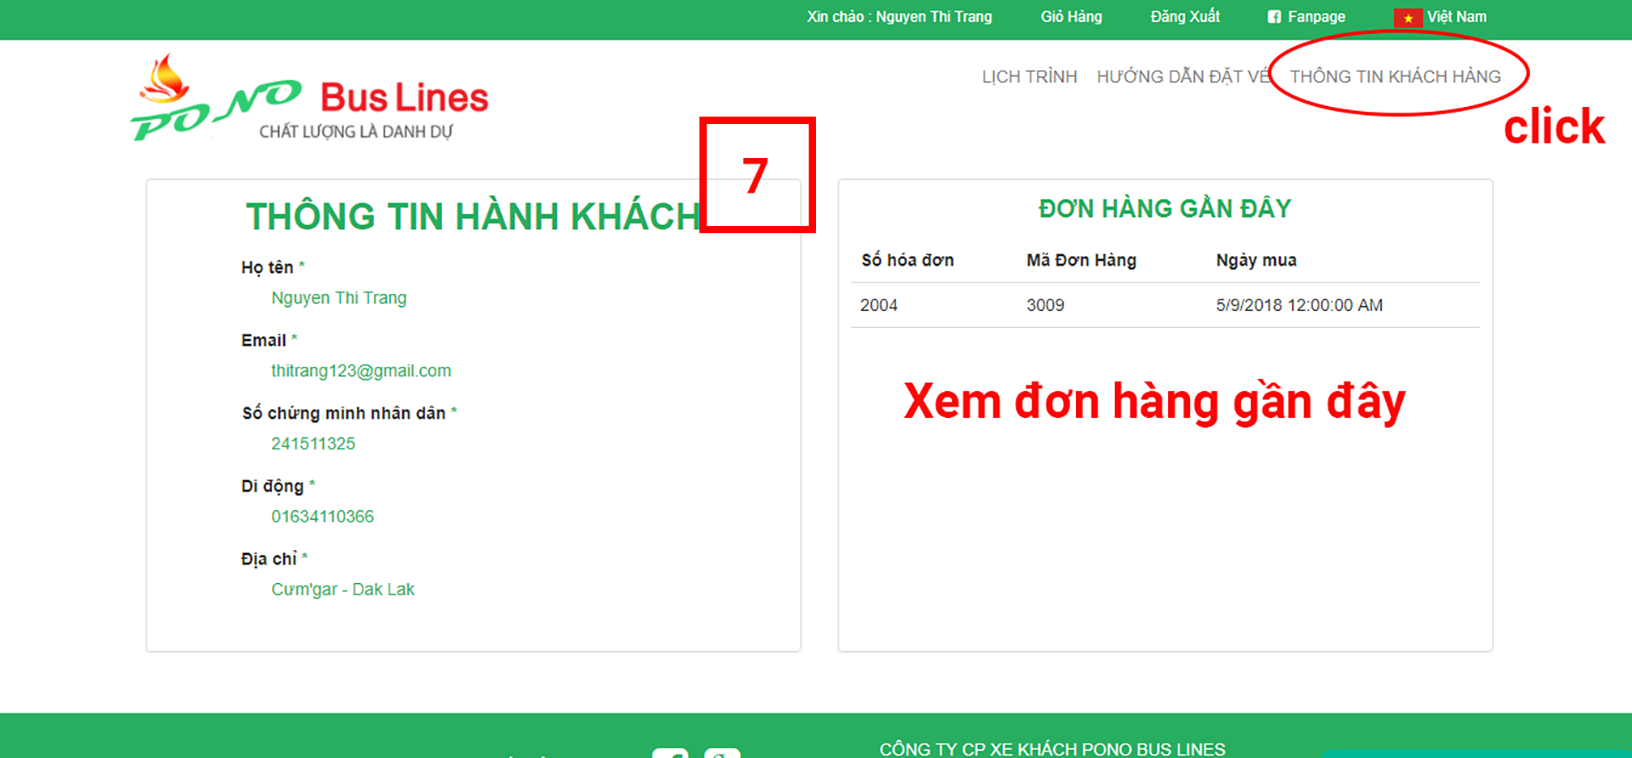 Xin chào : Nguyen Thi Trang Giỏ Hàng Đăng Xuất Fanpage Việt Nam
PONO Bus Lines
CHẤT LƯỢNG LÀ DANH DỰ
LỊCH TRÌNH HƯỚNG DẪN ĐẶT VÉ THÔNG TIN KHÁCH HÀNG
click
7
THÔNG TIN HÀNH KHÁCH
Họ tên *
Nguyen Thi Trang
Email *
thitrang123@gmail.com
Số chứng minh nhân dân *
241511325
Di động *
01634110366
Địa chỉ *
Cưm'gar - Dak Lak
ĐƠN HÀNG GẦN ĐÂY
Số hóa đơn Mã Đơn Hàng Ngày mua
2004 3009 5/9/2018 12:00:00 AM
Xem đơn hàng gần đây
CÔNG TY CP XE KHÁCH PONO BUS LINES